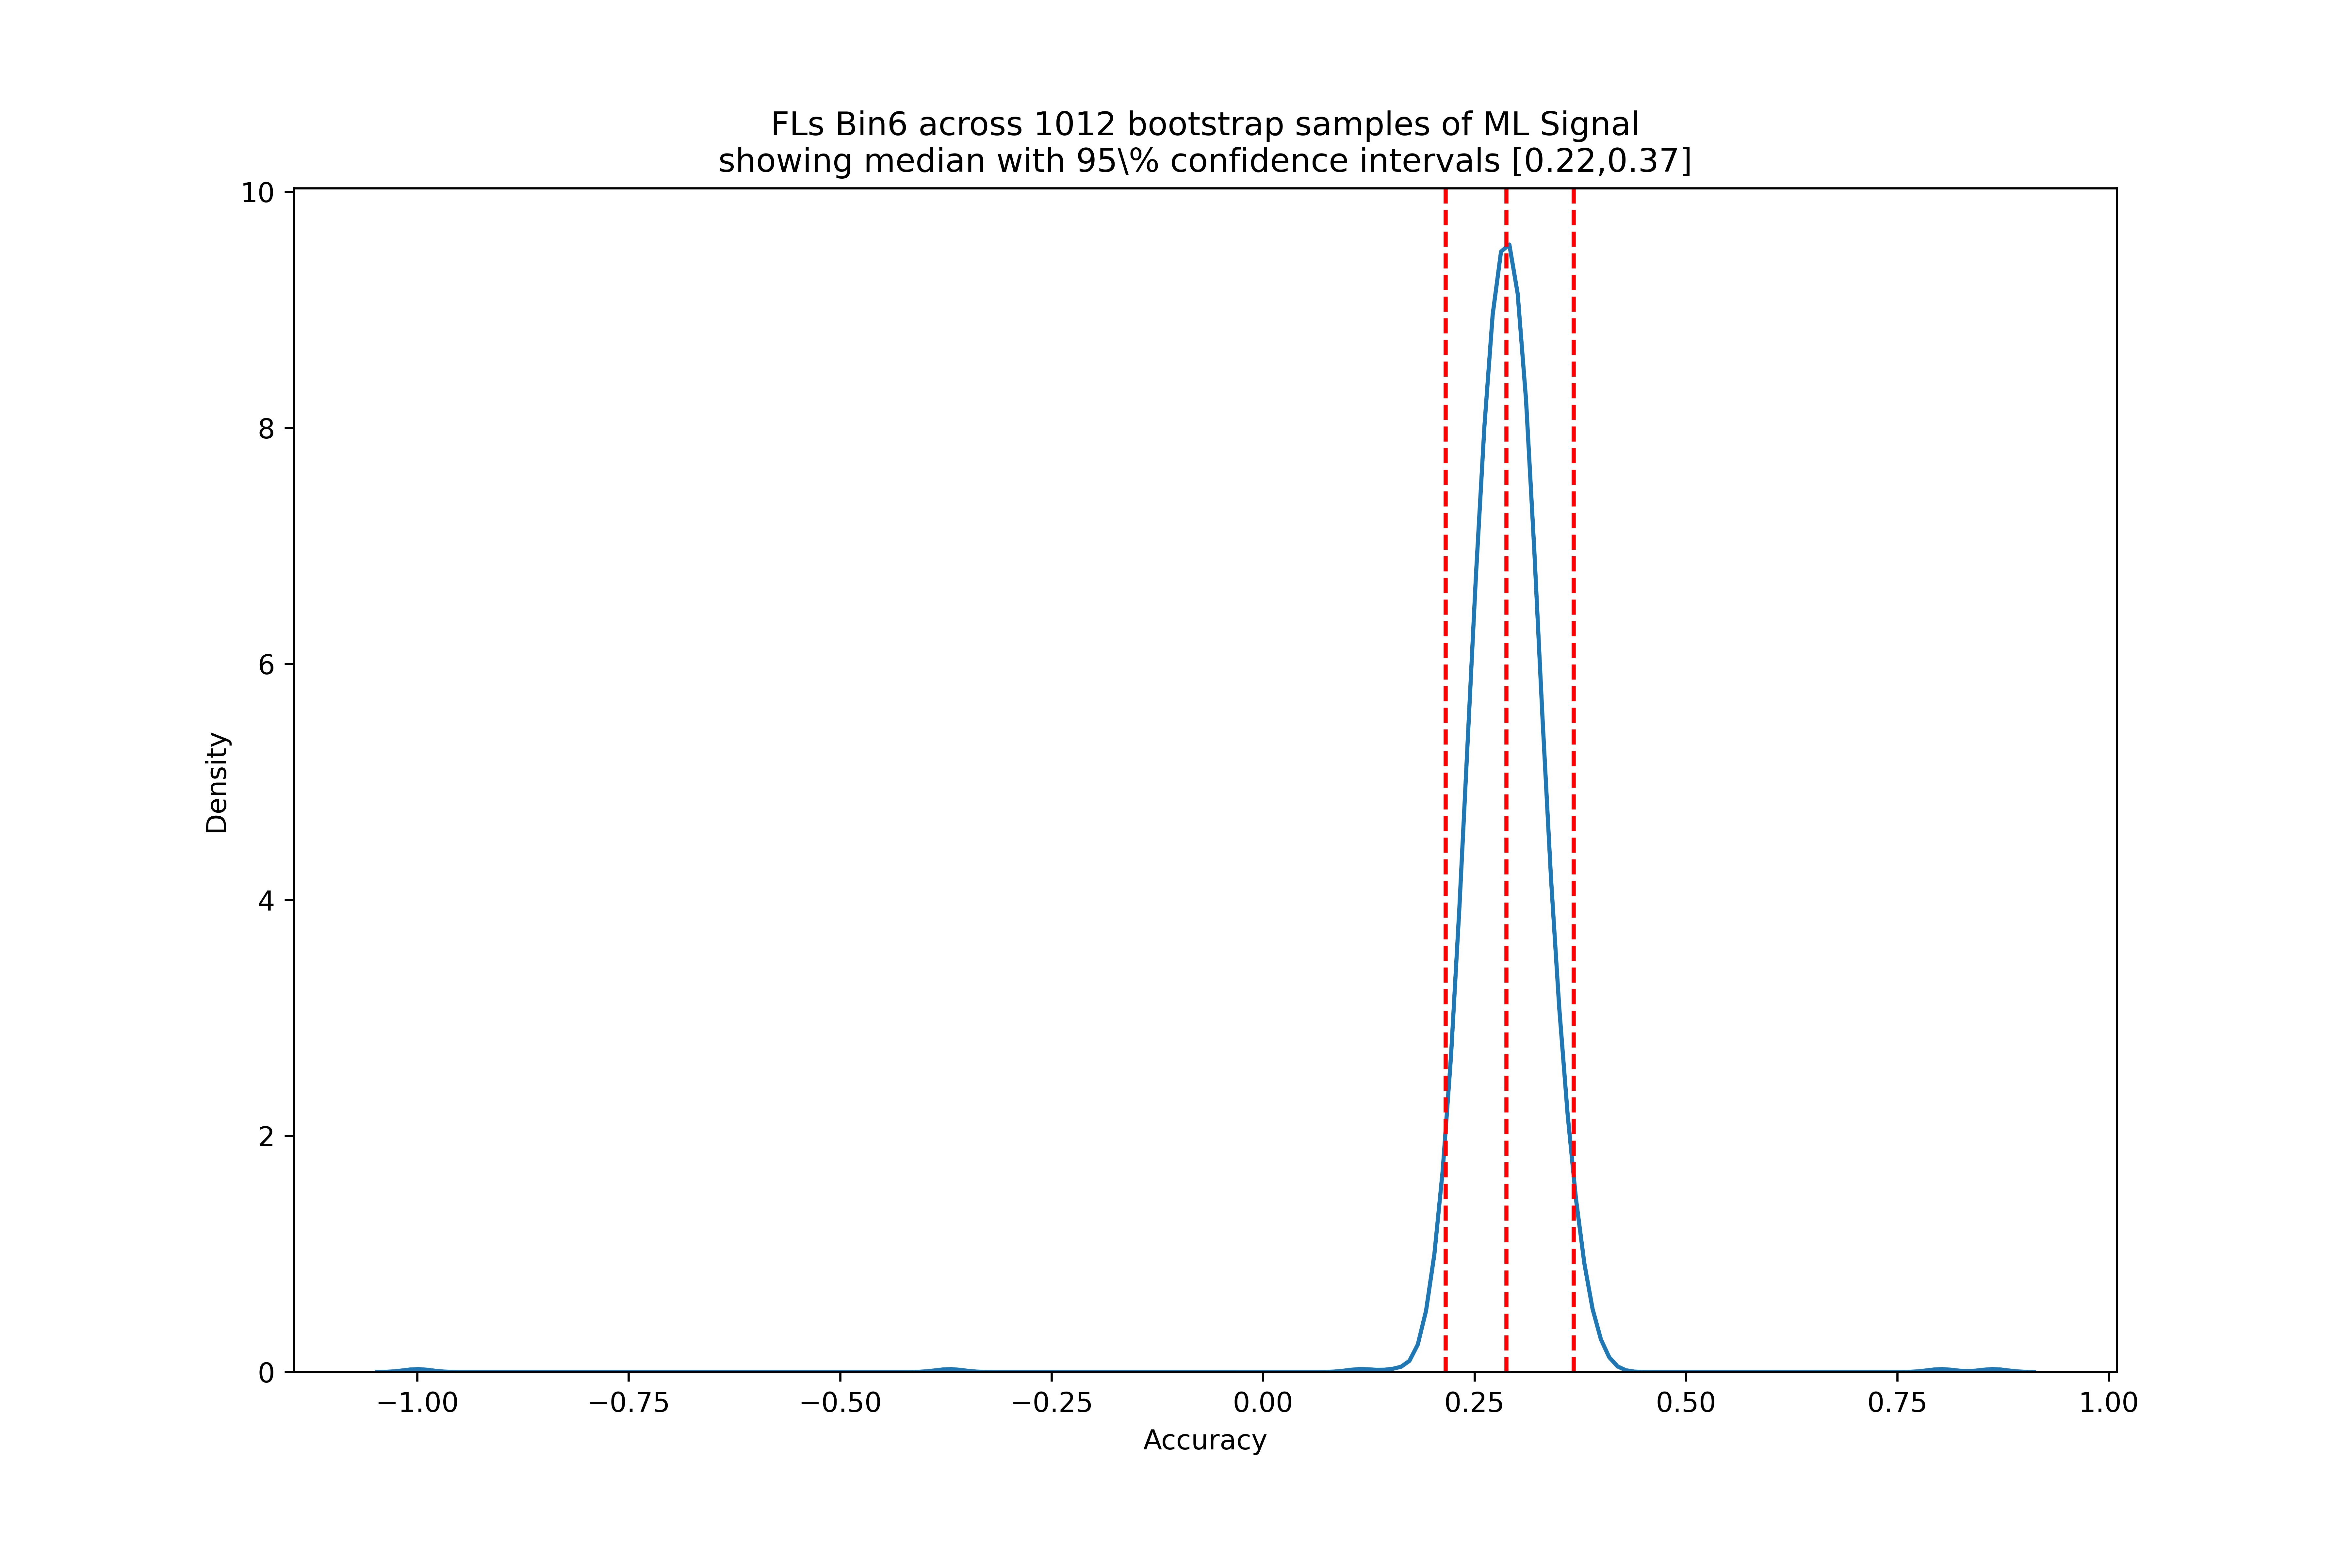 FLs Bin6 across 1012 bootstrap samples of ML Signal
showing median with 95\% confidence intervals [0.22,0.37]
10
8
6
4
2
0
Density
−1.00 −0.75 −0.50 −0.25 0.00 0.25 0.50 0.75 1.00
Accuracy